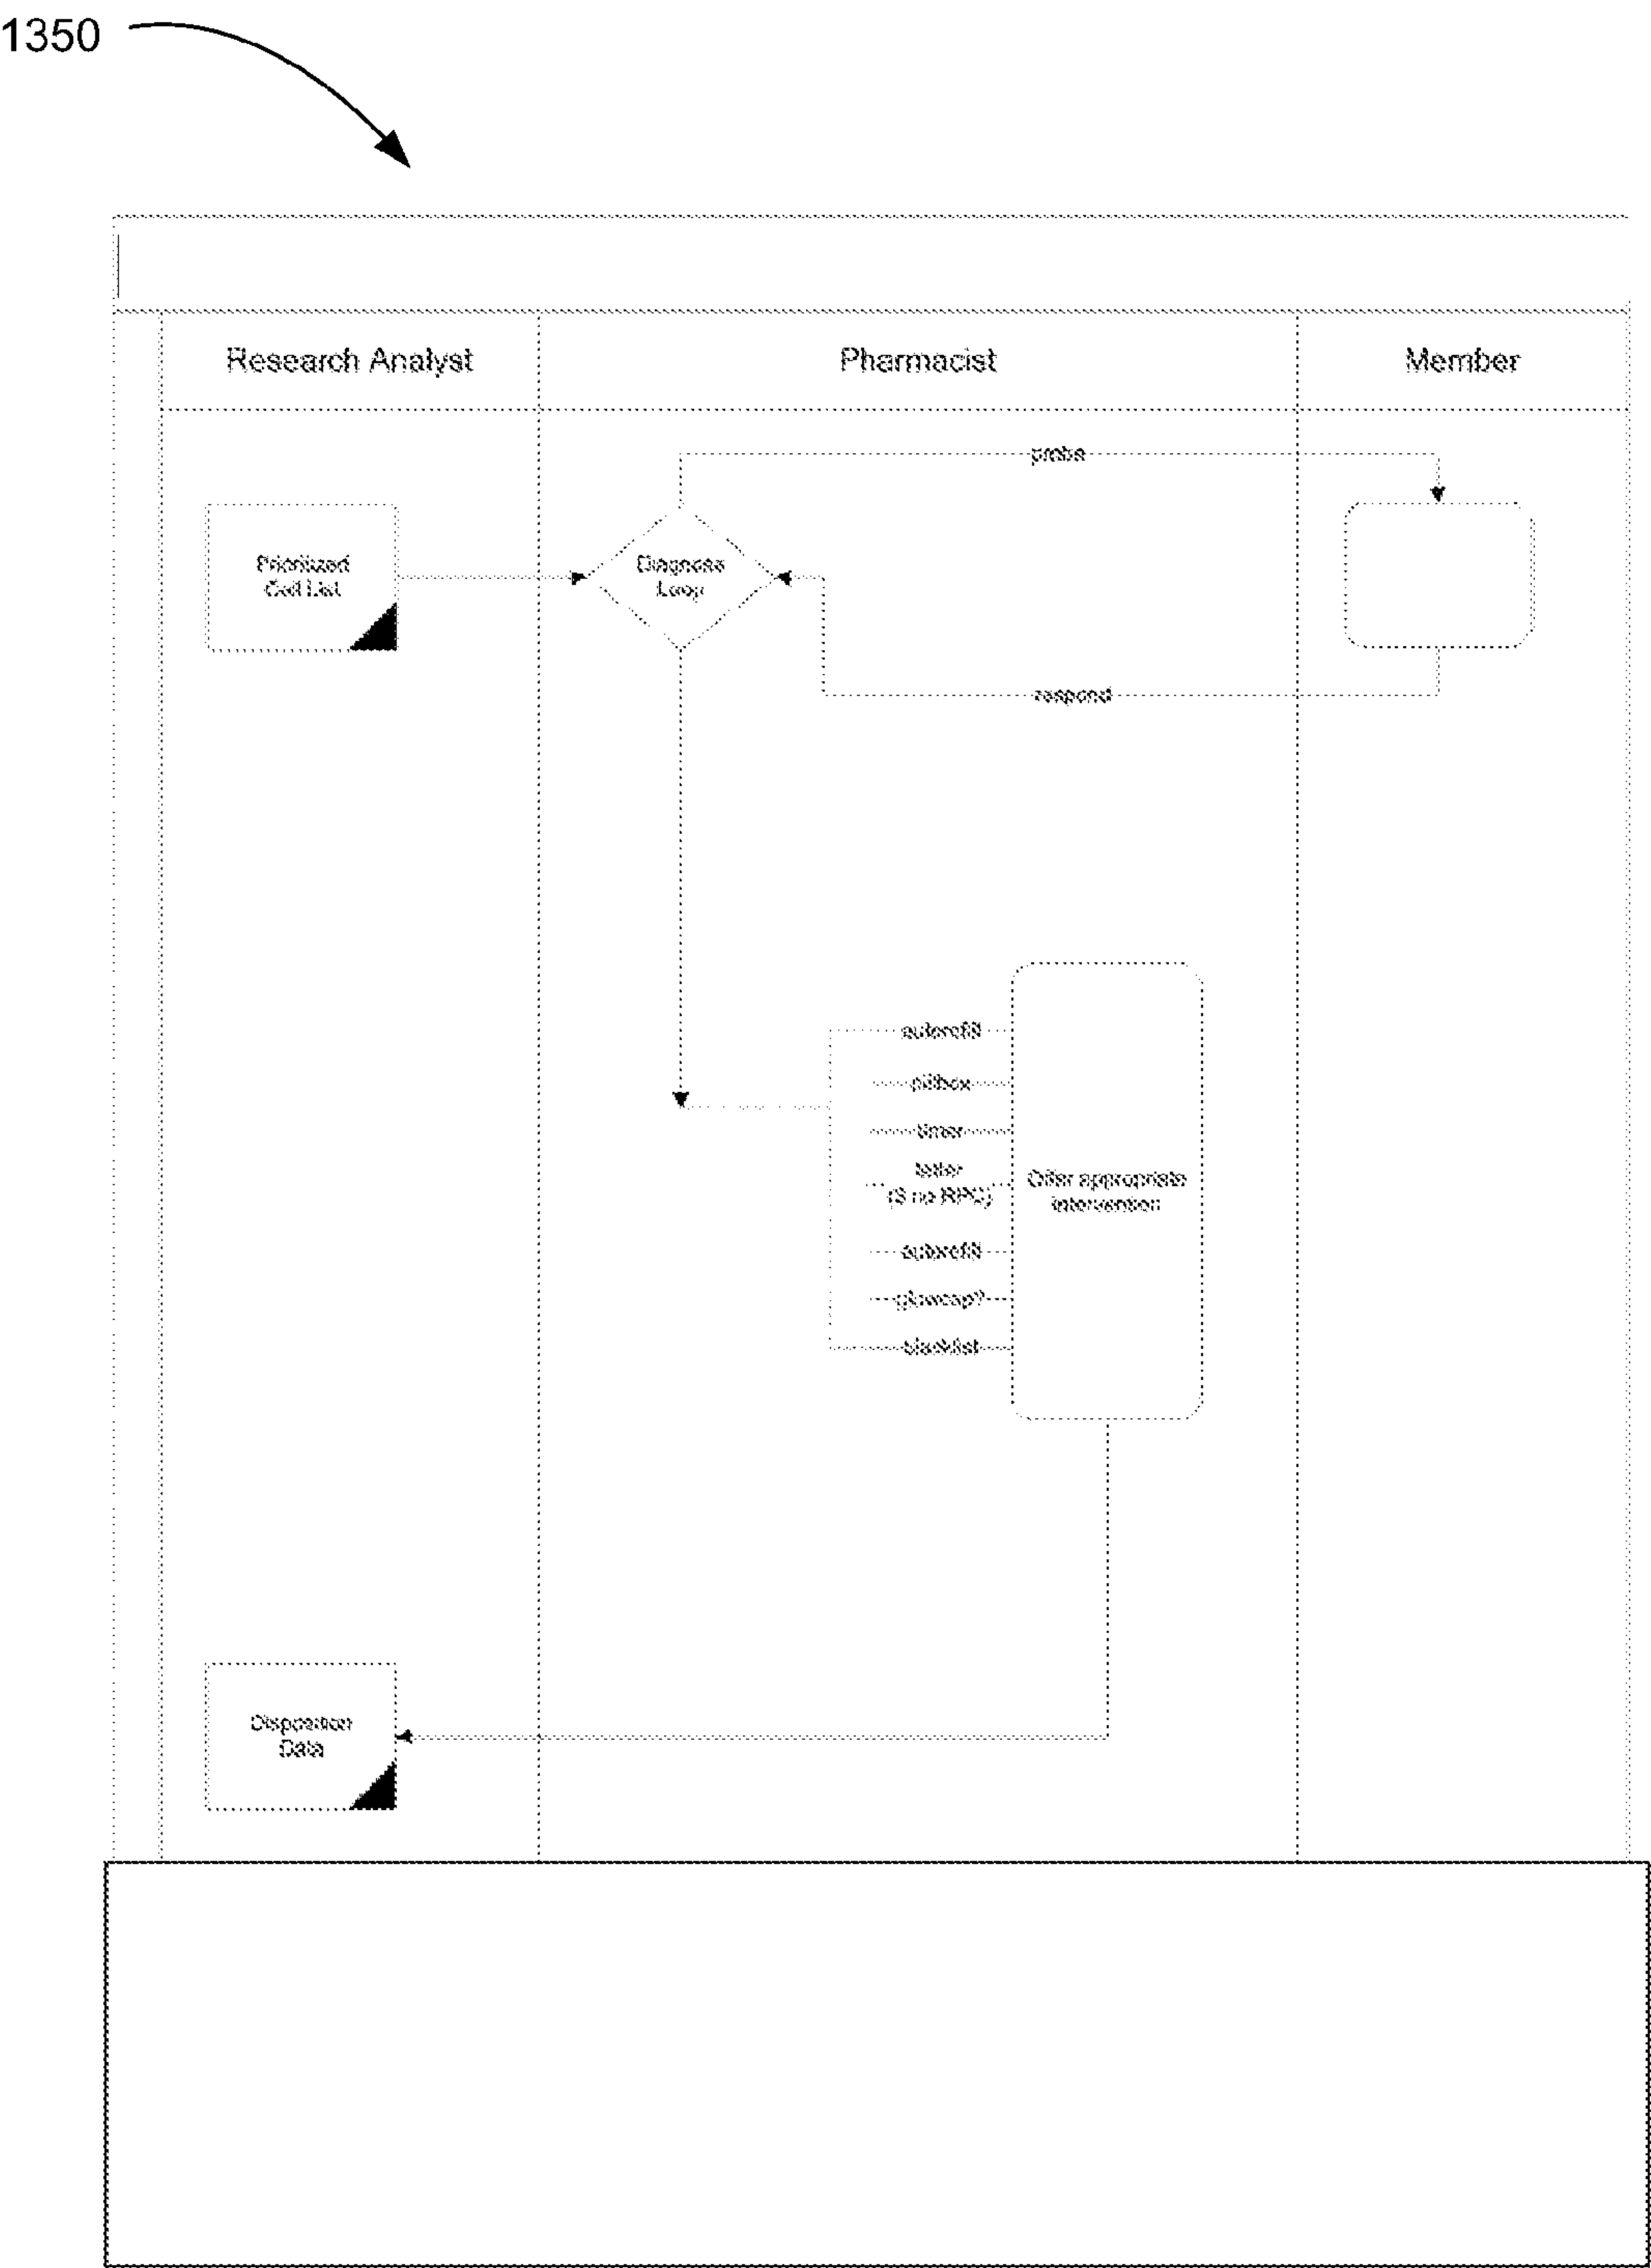 1350
Research Analyst
Pharmacist
Member
probe
Prioritized
Call List
Diagnose
Loop
respond
autorefill
pillbox
timer
letter
(3 no RPC)
Offer appropriate
intervention
autorefill
glowcap?
blacklist
Disposition
Data